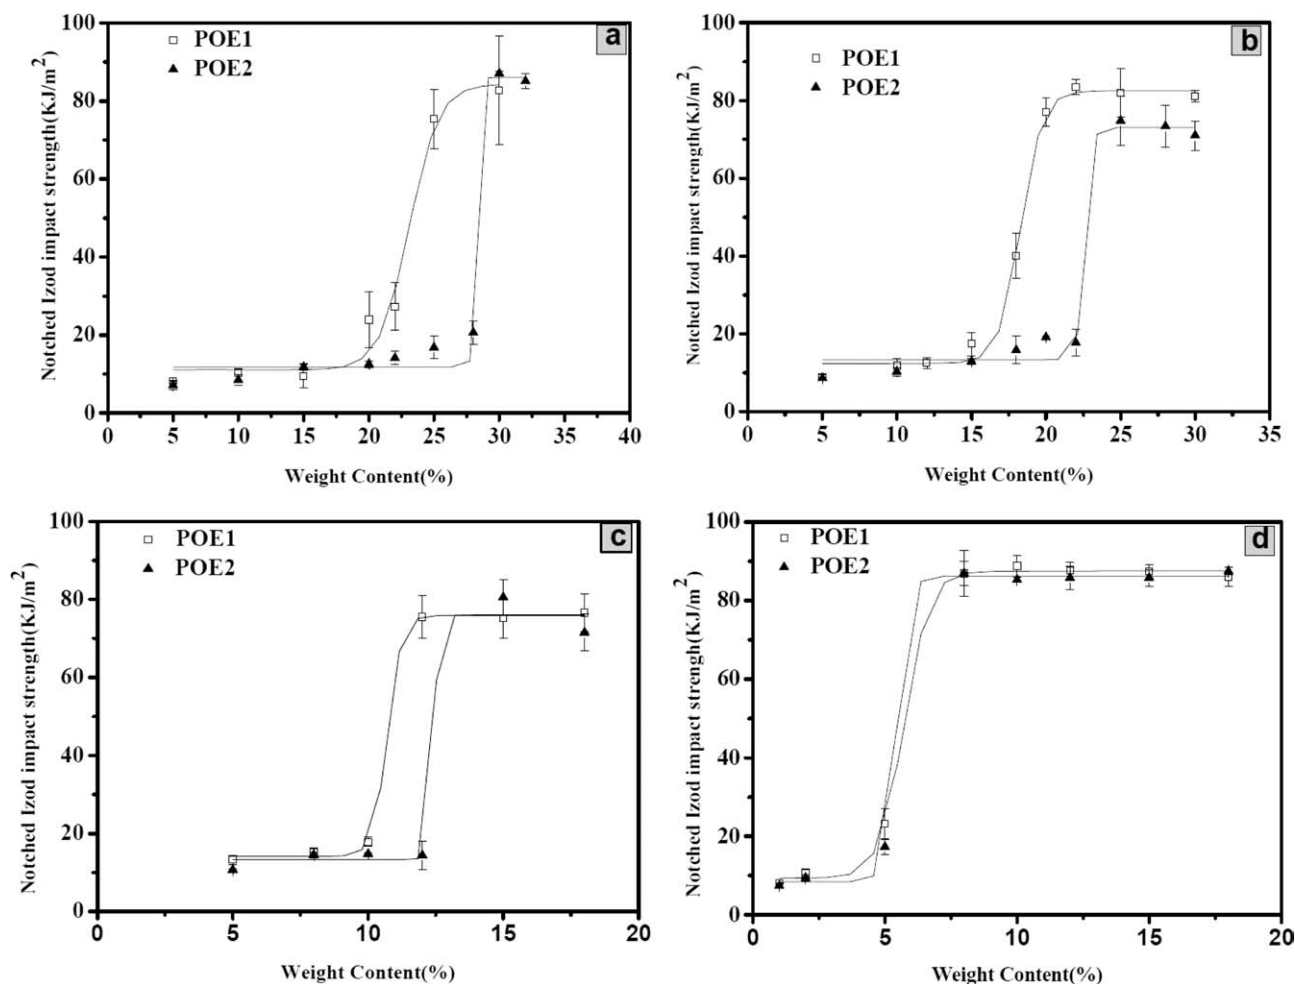 a
POE1
POE2
Notched Izod impact strength(KJ/m2)
100
80
60
40
20
0
0 5 10 15 20 25 30 35 40
Weight Content(%)
b
POE1
POE2
Notched Izod impact strength(KJ/m2)
100
80
60
40
20
0
0 5 10 15 20 25 30 35
Weight Content(%)
c
POE1
POE2
Notched Izod impact strength(KJ/m2)
100
80
60
40
20
0
0 5 10 15 20
Weight Content(%)
d
POE1
POE2
Notched Izod impact strengh(KJ/m2)
100
80
60
40
20
0
0 5 10 15 20
Weight Content(%)